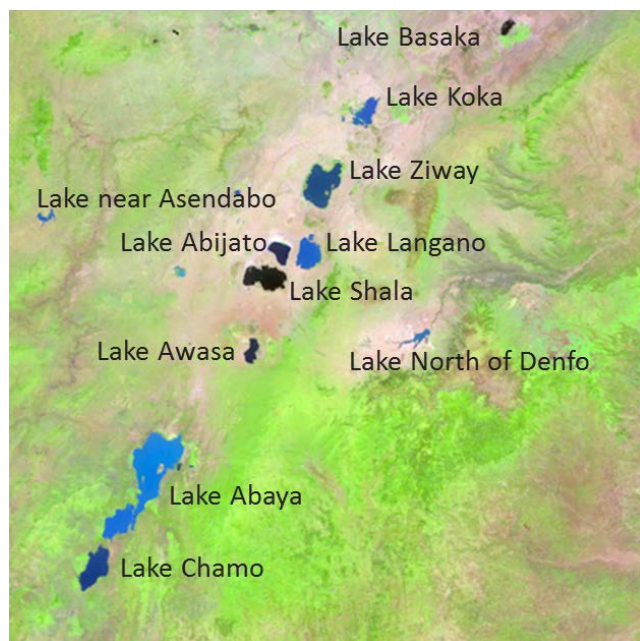 Lake Basaka
Lake Koka
Lake Ziway
Lake near Asendabo
Lake Abijato
Lake Langano
Lake Shala
Lake Awasa
Lake North of Denfo
Lake Abaya
Lake Chamo